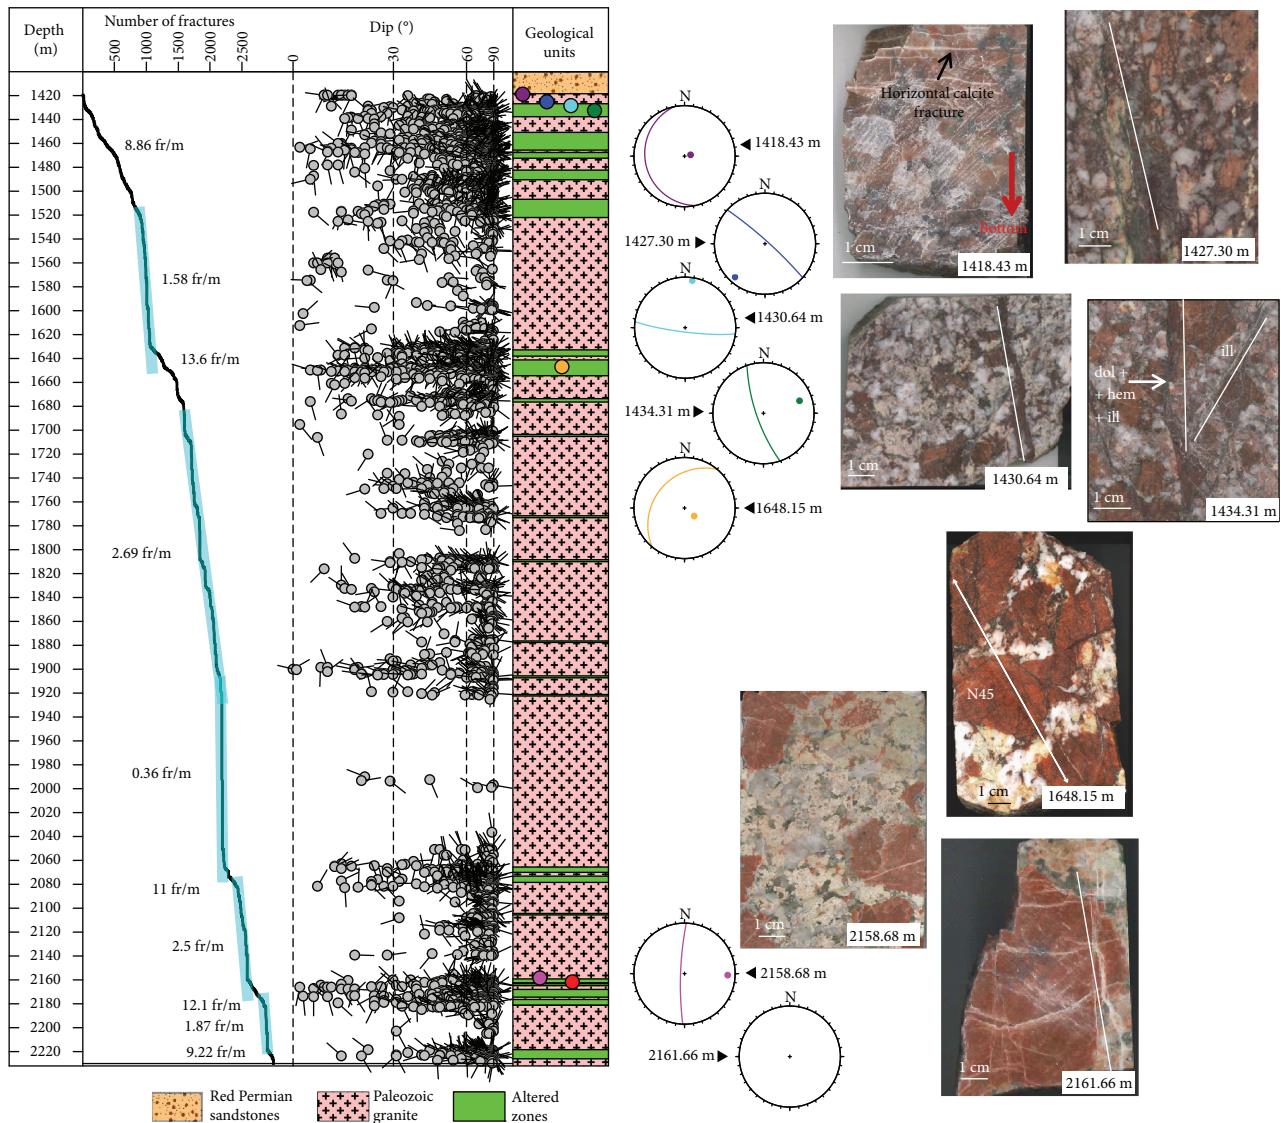 Depth
(m)
Number of fractures
500
1000
1500
2000
2500
Dip (°)
0
30
60
90
Geological
units
1420
1440
1460
1480
1500
1520
1540
1560
1580
1600
1620
1640
1660
1680
1700
1720
1740
1760
1780
1800
1820
1840
1860
1880
1900
1920
1940
1960
1980
2000
2020
2040
2060
2080
2100
2120
2140
2160
2180
2200
2220
8.86 fr/m
1.58 fr/m
13.6 fr/m
2.69 fr/m
0.36 fr/m
11 fr/m
2.5 fr/m
12.1 fr/m
1.87 fr/m
9.22 fr/m
N
1418.43 m
N
1427.30 m
N
1430.64 m
N
1434.31 m
N
1648.15 m
N
2158.68 m
N
2161.66 m
Horizontal calcite
fracture
Bottom
1 cm
1418.43 m
1 cm
1427.30 m
1 cm
1430.64 m
dol +
+ hem
+ ill
ill
1 cm
1434.31 m
N45
1 cm
1648.15 m
1 cm
2158.68 m
1 cm
2161.66 m
Red Permian
sandstones
Paleozoic
granite
Altered
zones